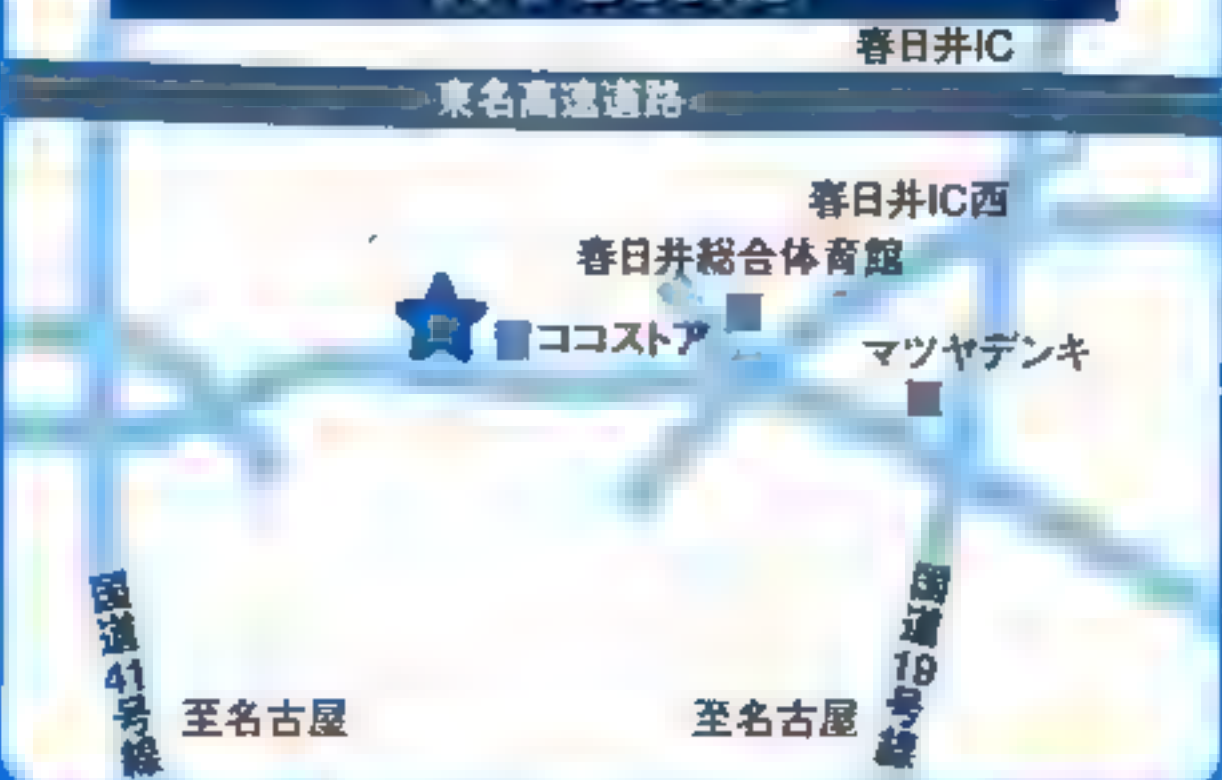 春日井IC
東名高速道路
春日井IC西
春日井総合体育館
ココストア
マツヤデンキ
国道41号線
国道19号線
至名古屋
至名古屋